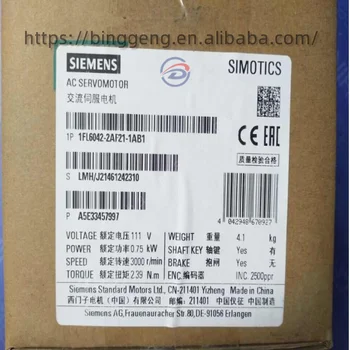 https://binggeng.en.alibaba.com
SIEMENS
SIMOTICS
AC SERVOMOTOR
交流伺服电机
1P 1FL6042-2AF21-1AB1
质量检验合格
S LMH/J21461242310
P A5E33457997
4 042948 670927
VOLTAGE 额定电压 111 V WEIGHT 重量 4.1 kg
POWER 额定功率 0.75 kW SHAFT KEY 轴键 Yes 有
SPEED 额定转速 3000 r/min BRAKE 抱闸 Yes 无
TORQUE 额定扭矩 2.39 N.m ENC 编码器 INC 2500ppr
Siemens Standard Motors Ltd., CN-211401 Yizheng Made in China
西门子电机（中国）有限公司 邮编: 211401 中国仪征 中国制造
Siemens AG, Frauenauracher Str.80, DE-91056 Erlangen